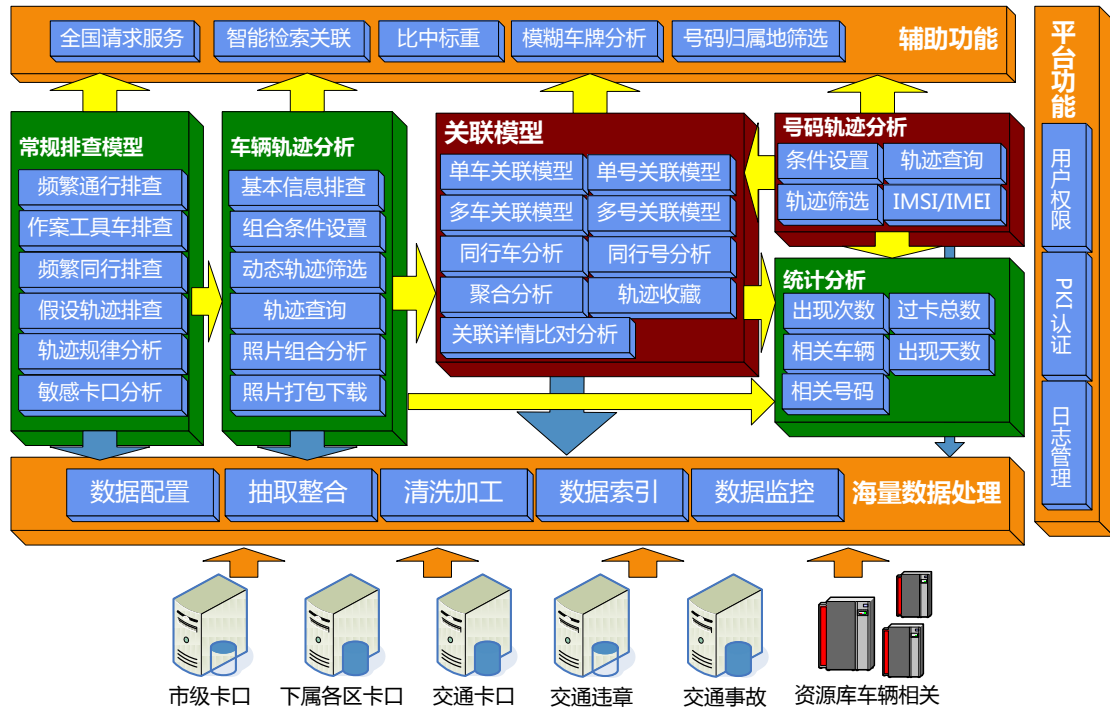 全国请求服务
智能检索关联
比中标重
模糊车牌分析
号码归属地筛选
辅助功能
平台功能
用户权限
PKI认证
日志管理
常规排查模型
频繁通行排查
作案工具车排查
频繁同行排查
假设轨迹排查
轨迹规律分析
敏感卡口分析
车辆轨迹分析
基本信息排查
组合条件设置
动态轨迹筛选
轨迹查询
照片组合分析
照片打包下载
关联模型
单车关联模型
单号关联模型
多车关联模型
多号关联模型
同行车分析
同行号分析
聚合分析
轨迹收藏
关联详情比对分析
号码轨迹分析
条件设置
轨迹查询
轨迹筛选
IMSI/IMEI
统计分析
出现次数
过卡总数
相关车辆
出现天数
相关号码
数据配置
抽取整合
清洗加工
数据索引
数据监控
海量数据处理
市级卡口
下属各区卡口
交通卡口
交通违章
交通事故
资源库车辆相关